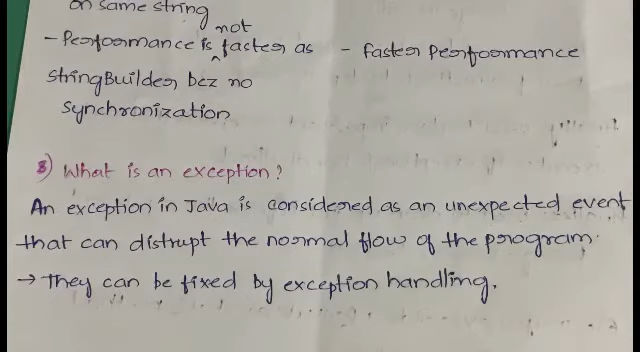 on same string
not
- Performance is ^ faster as
StringBuilder bcz no
synchronization
- faster performance
8) What is an exception?
An exception in Java is considered as an unexpected event
that can distrupt the normal flow of the program.
→ They can be fixed by exception handling.